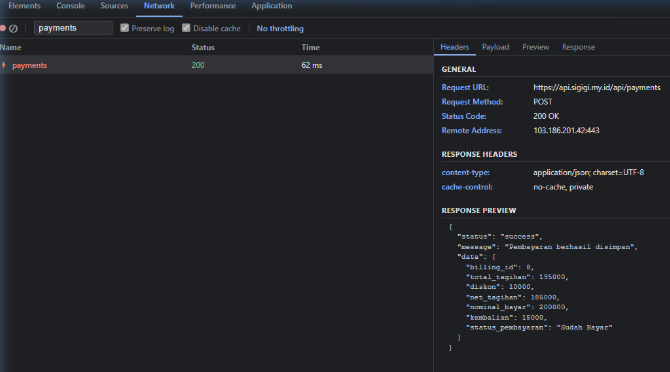 Elements Console Sources Network Performance Application
payments Preserve log Disable cache No throttling
Name Status Time
payments 200 62 ms
Headers Payload Preview Response
GENERAL
Request URL: https://api.sigigi.my.id/api/payments
Request Method: POST
Status Code: 200 OK
Remote Address: 103.186.201.42:443
RESPONSE HEADERS
content-type: application/json; charset=UTF-8
cache-control: no-cache, private
RESPONSE PREVIEW
{
"status": "success",
"message": "Pembayaran berhasil disimpan",
"data": {
"billing_id": 8,
"total_tagihan": 195000,
"diskon": 10000,
"net_tagihan": 185000,
"nominal_bayar": 200000,
"kembalian": 15000,
"status_pembayaran": "Sudah Bayar"
}
}